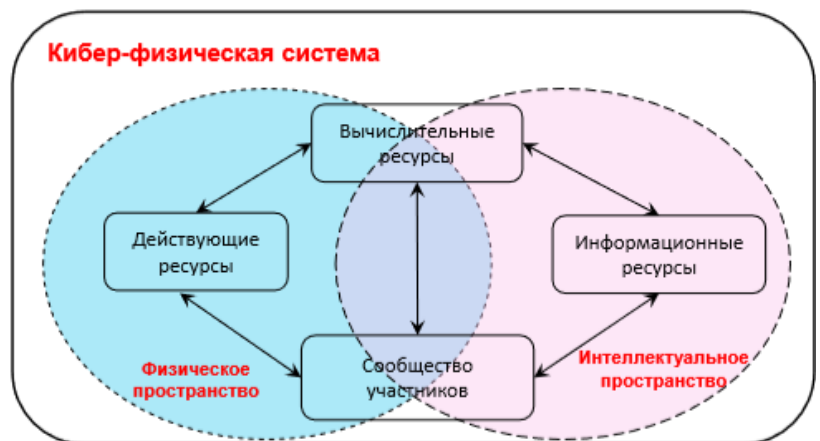 Кибер-физическая система
Вычислительные
ресурсы
Действующие
ресурсы
Информационные
ресурсы
Физическое
пространство
Сообщество
участников
Интеллектуальное
пространство